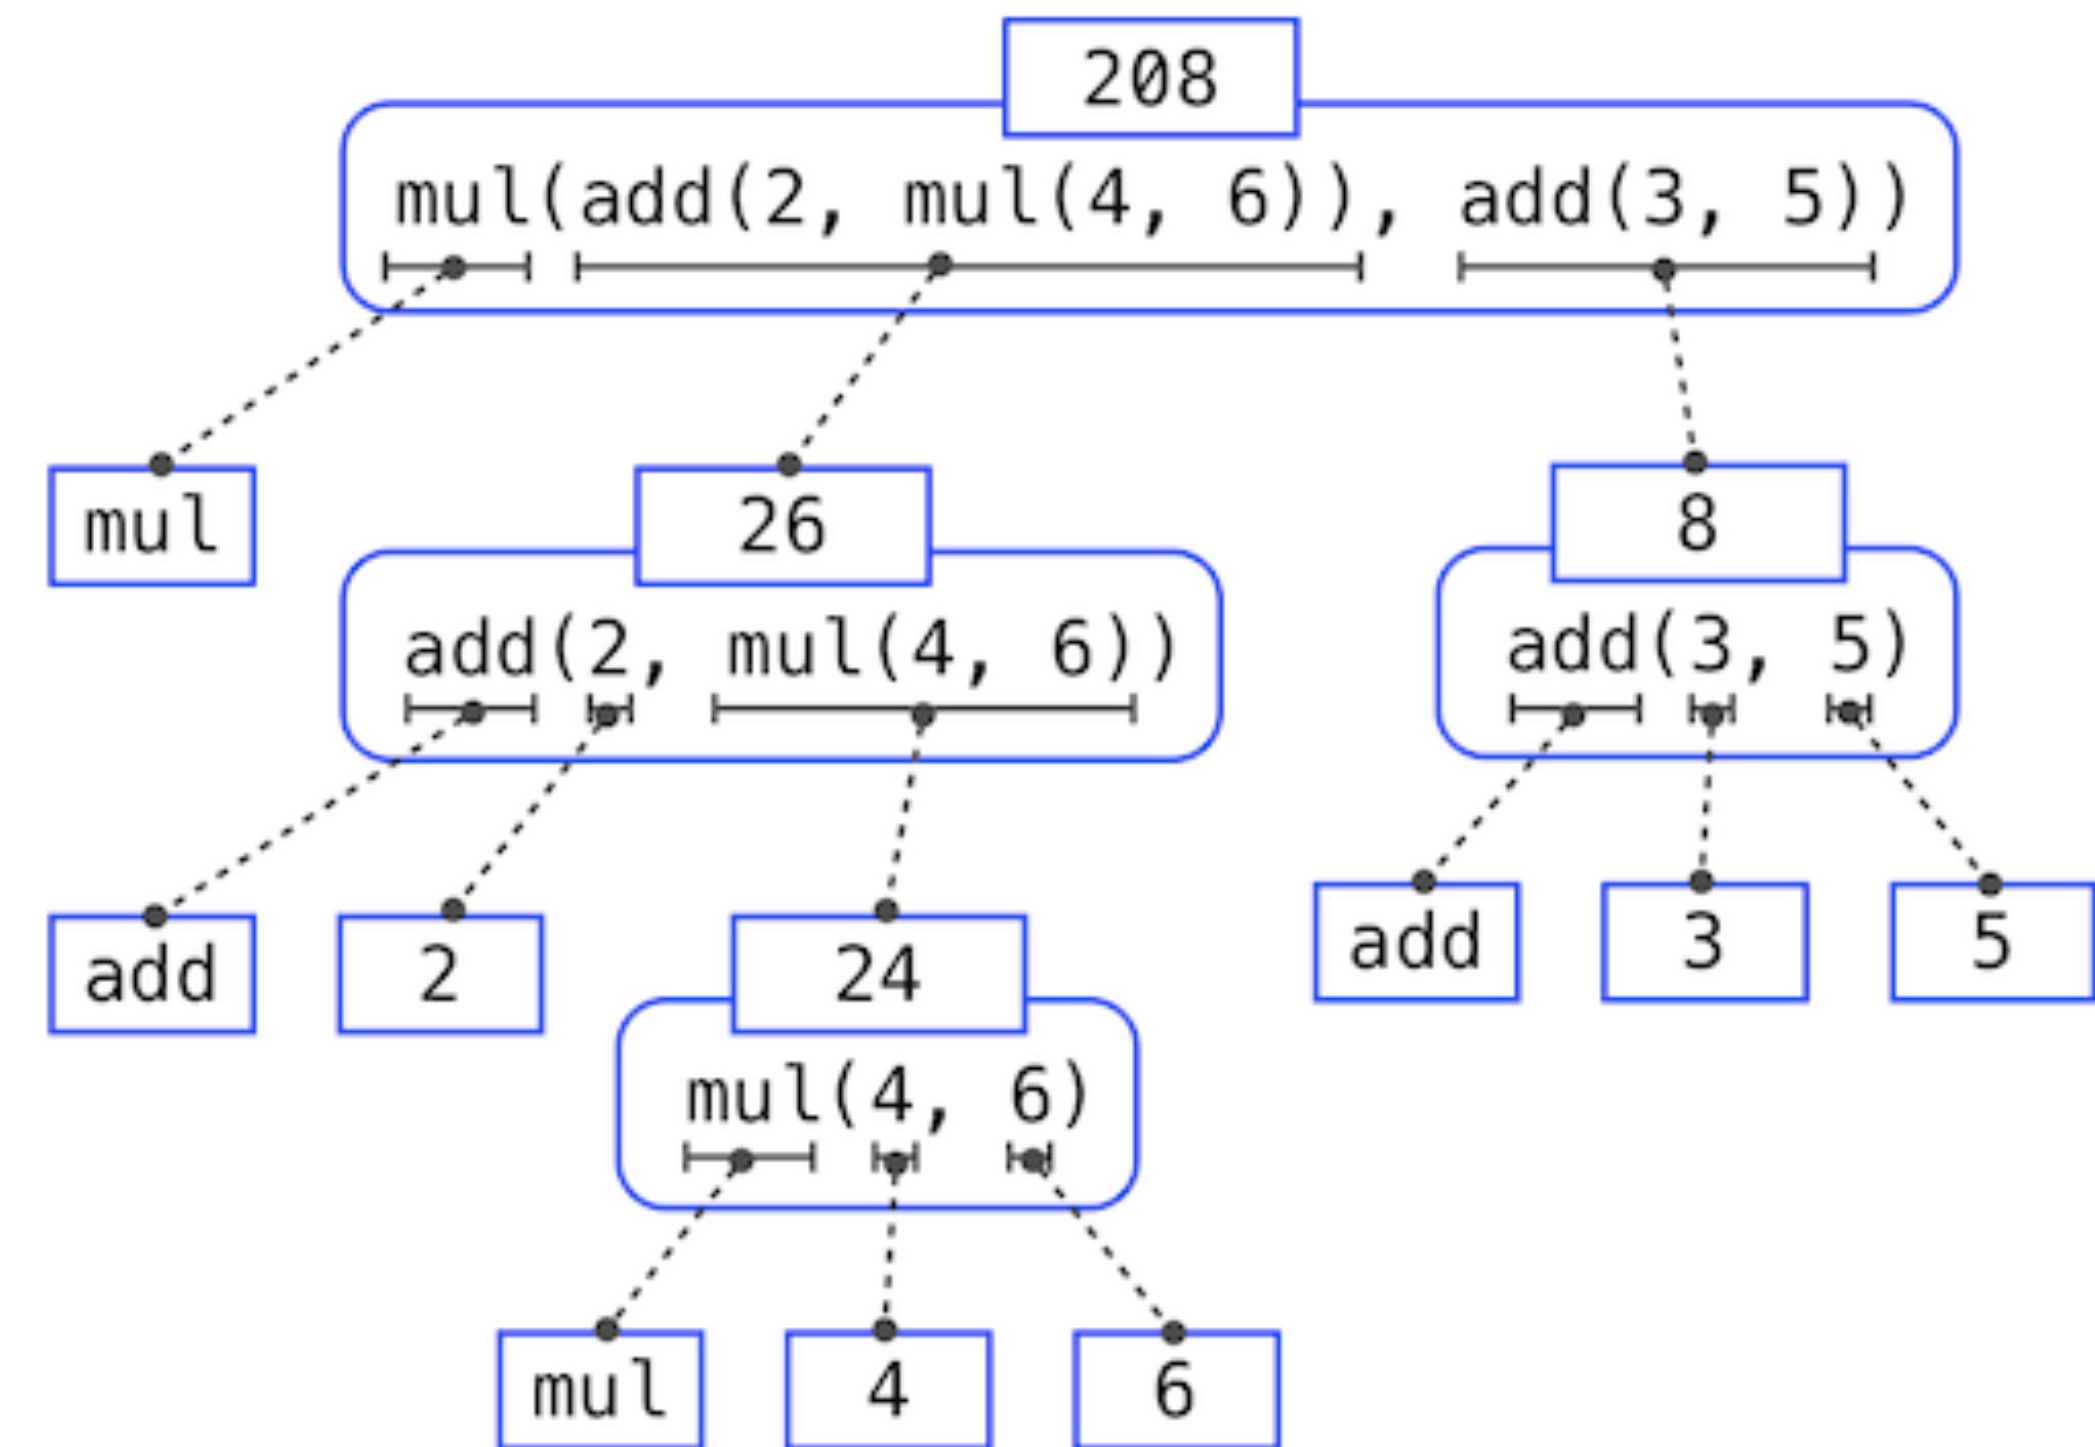 208
mul(add(2, mul(4, 6)), add(3, 5))
mul
26
8
add(2, mul(4, 6))
add(3, 5)
add
2
24
add
3
5
mul(4, 6)
mul
4
6